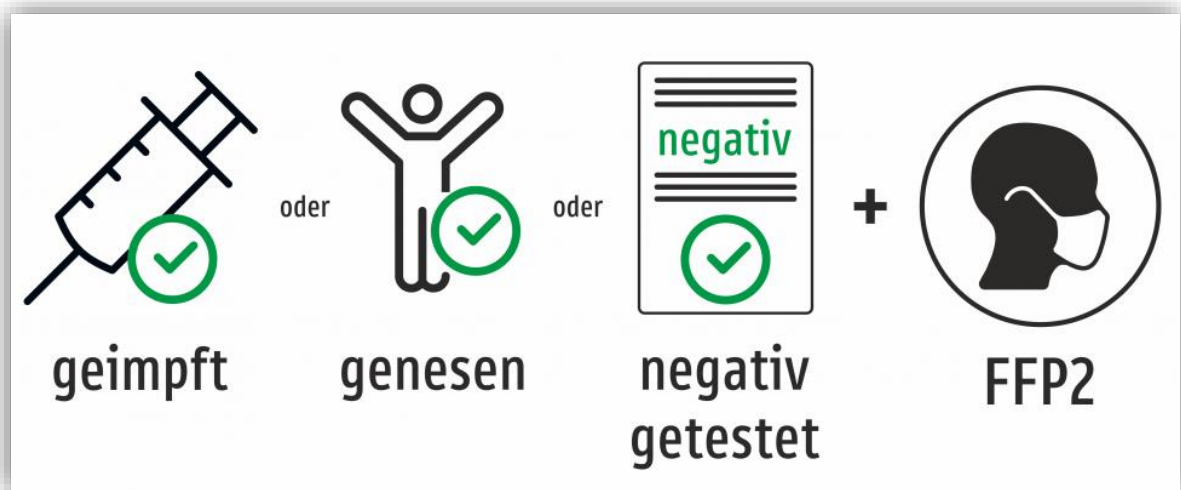 negativ
oder
oder
+
geimpft
genesen
negativ
getestet
FFP2